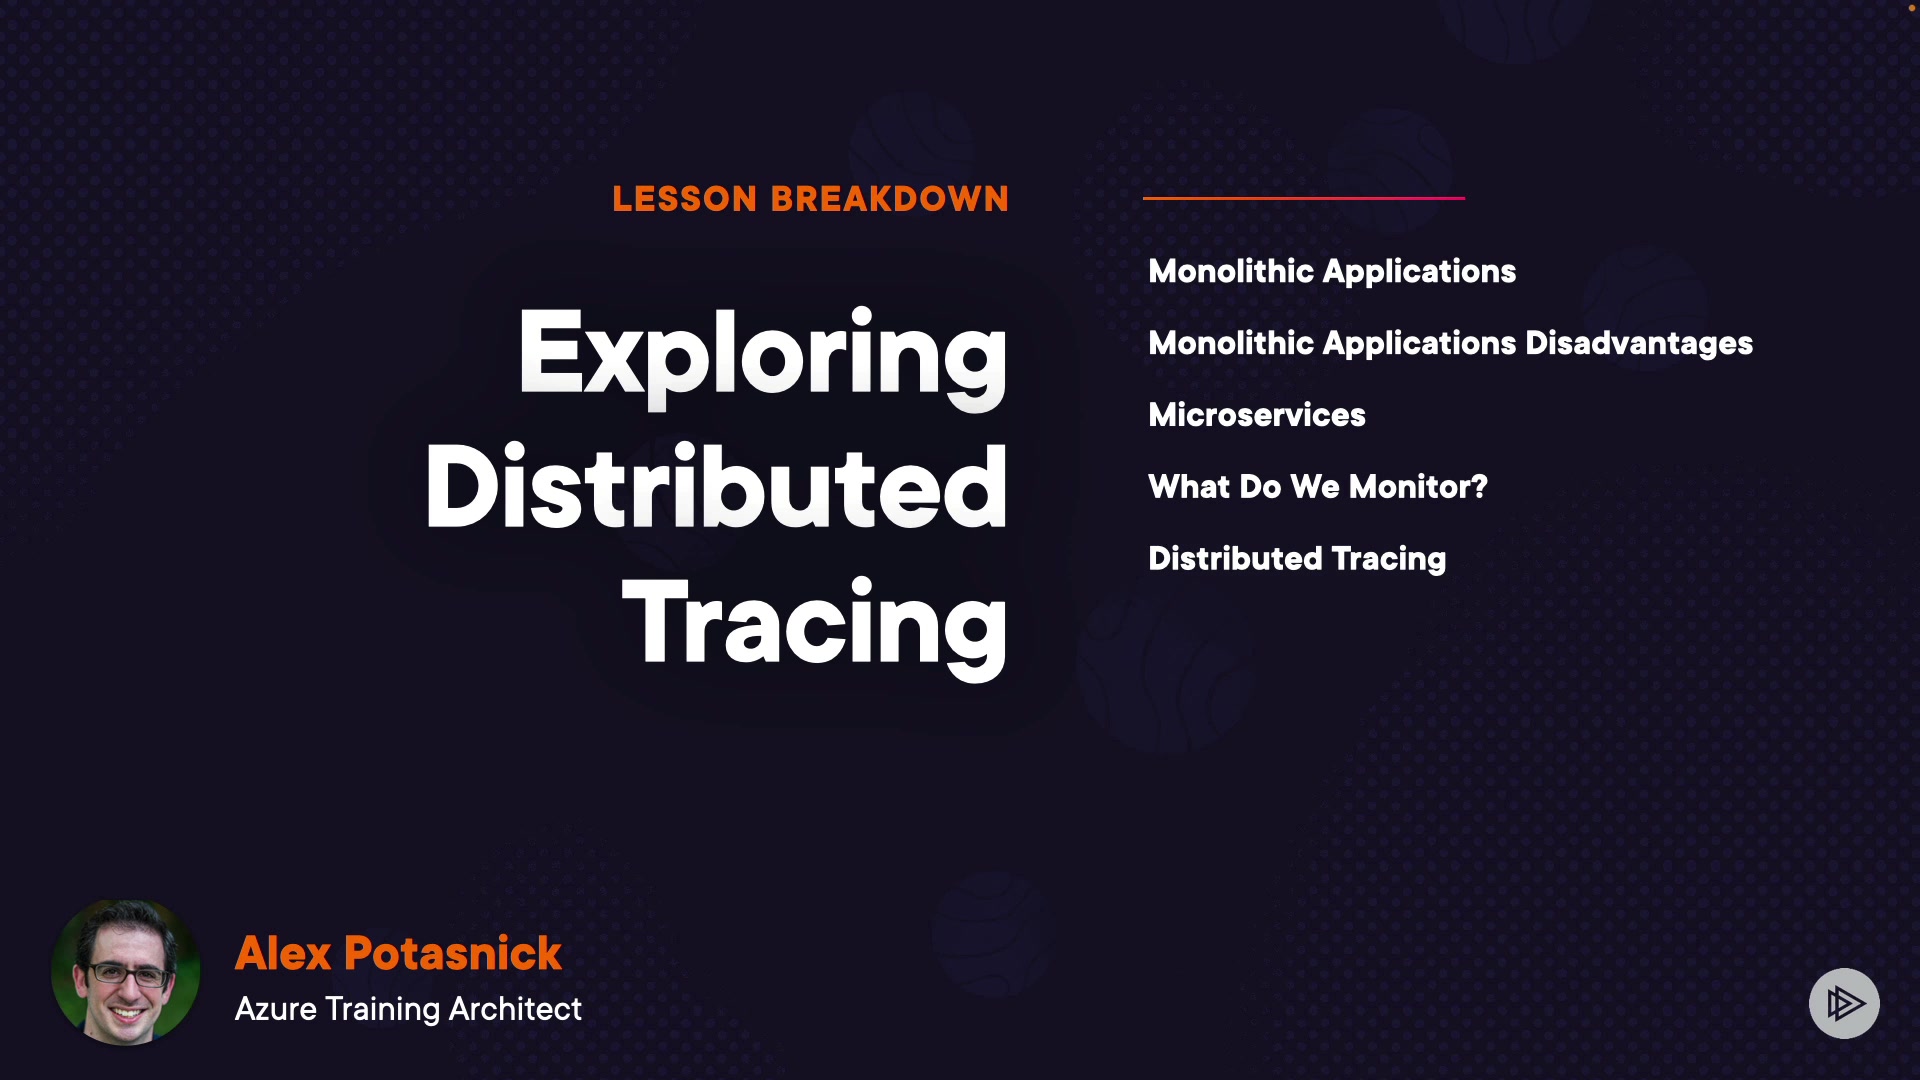 LESSON BREAKDOWN
Exploring
Distributed
Tracing
Monolithic Applications
Monolithic Applications Disadvantages
Microservices
What Do We Monitor?
Distributed Tracing
Alex Potasnick
Azure Training Architect